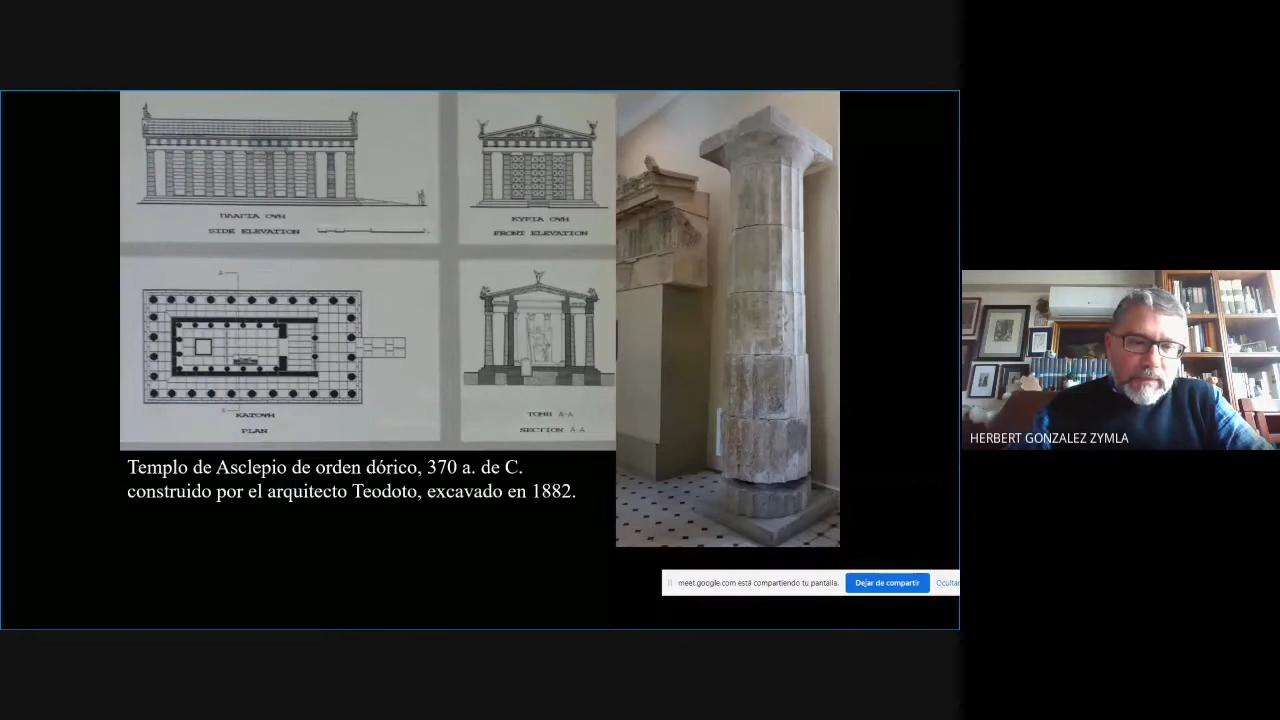 ΠΛΑΓΙΑ ΟΨΗ
SIDE ELEVATION
ΚΥΡΙΑ ΟΨΗ
FRONT ELEVATION
ΚΑΤΟΨΗ
PLAN
ΤΟΜΗ Α-Α
SECTION A-A
Templo de Asclepio de orden dórico, 370 a. de C.
construido por el arquitecto Teodoto, excavado en 1882.
HERBERT GONZALEZ ZYMLA
meet.google.com está compartiendo tu pantalla.
Dejar de compartir